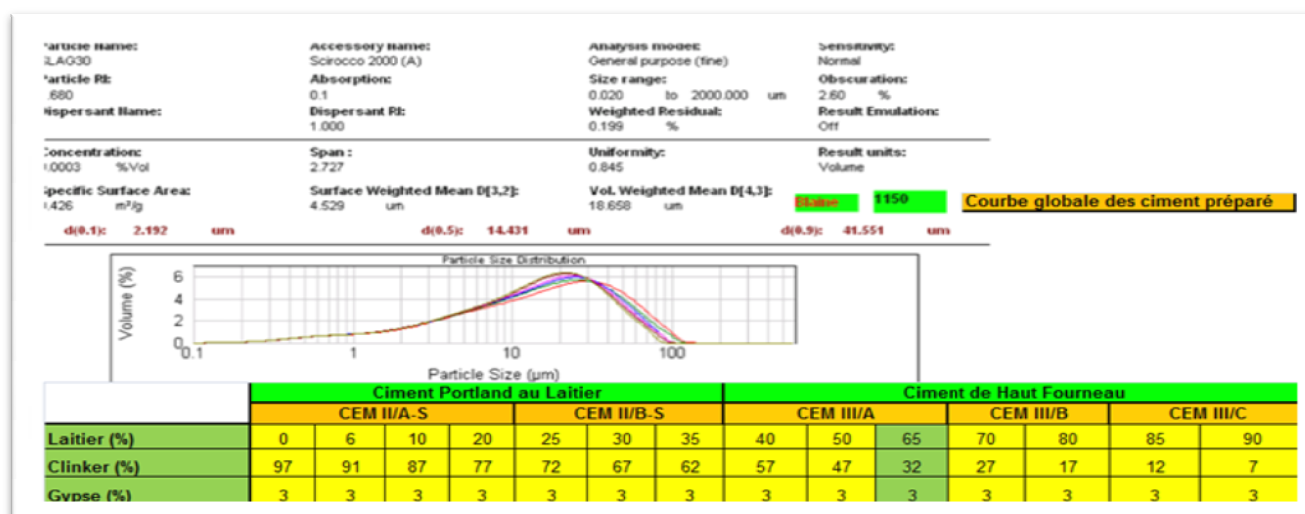 Particle Name: Accessory Name: Analysis model: Sensitivity:
SLAG30 Scirocco 2000 (A) General purpose (fine) Normal
Particle RI: Absorption: Size range: Obscuration:
.680 0.1 0.020 to 2000.000 um 2.60 %
Dispersant Name: Dispersant RI: Weighted Residual: Result Emulation:
1.000 0.199 % Off
Concentration: Span : Uniformity: Result units:
.0003 %Vol 2.727 0.845 Volume
Specific Surface Area: Surface Weighted Mean D[3,2]: Vol. Weighted Mean D[4,3]:
.426 m²/g 4.529 um 18.658 um Blaine 1150 Courbe globale des ciment préparé
d(0.1): 2.192 um d(0.5): 14.431 um d(0.9): 41.551 um
Particle Size Distribution
Volume (%)
6
4
2
0
0.1 1 10 100
Particle Size (µm)
Ciment Portland au Laitier Ciment de Haut Fourneau
CEM II/A-S CEM II/B-S CEM III/A CEM III/B CEM III/C
Laitier (%) 0 6 10 20 25 30 35 40 50 65 70 80 85 90
Clinker (%) 97 91 87 77 72 67 62 57 47 32 27 17 12 7
Gypse (%) 3 3 3 3 3 3 3 3 3 3 3 3 3 3